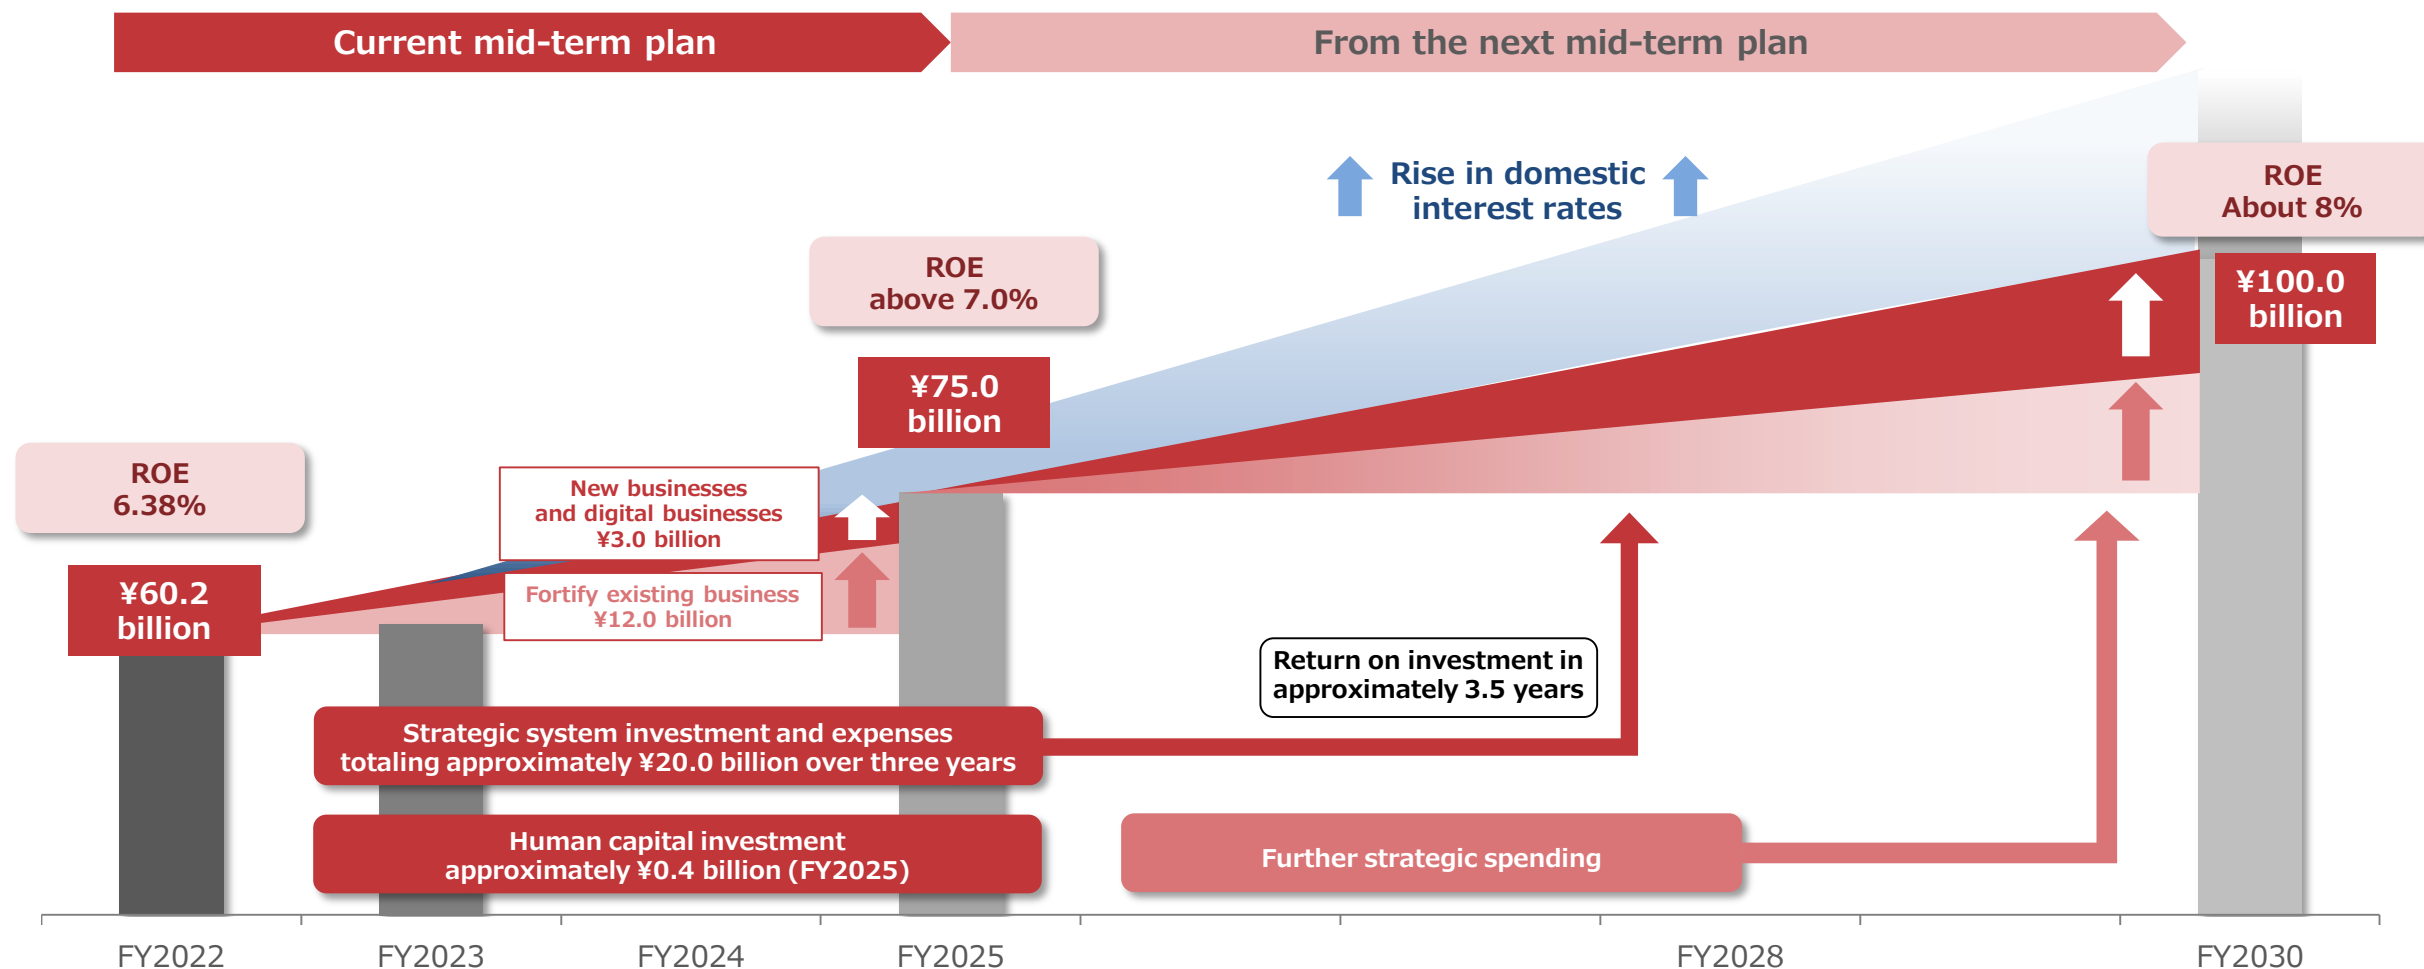 Current mid-term plan
From the next mid-term plan
Rise in domestic
interest rates
ROE
About 8%
¥100.0
billion
ROE
above 7.0%
¥75.0
billion
ROE
6.38%
¥60.2
billion
New businesses
and digital businesses
¥3.0 billion
Fortify existing business
¥12.0 billion
Return on investment in
approximately 3.5 years
Strategic system investment and expenses
totaling approximately ¥20.0 billion over three years
Human capital investment
approximately ¥0.4 billion (FY2025)
Further strategic spending
FY2022
FY2023
FY2024
FY2025
FY2028
FY2030